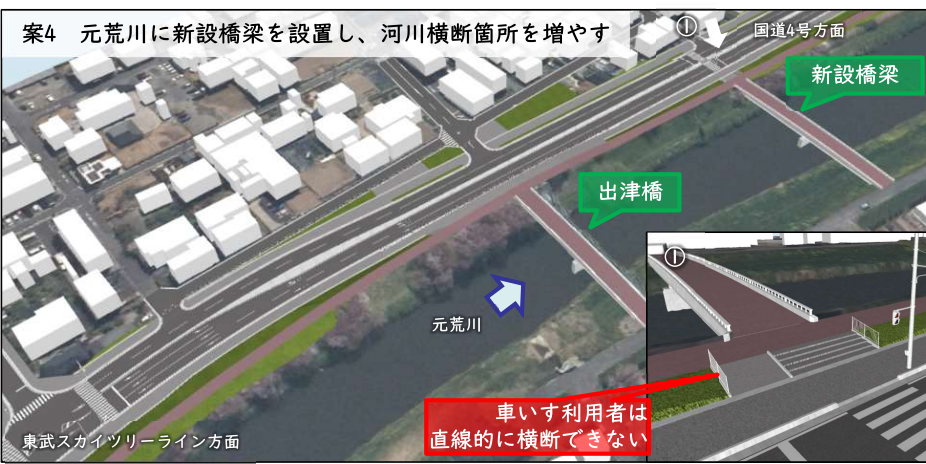 案4 元荒川に新設橋梁を設置し、河川横断箇所を増やす
①
国道4号方面
新設橋梁
出津橋
①
元荒川
車いす利用者は
直線的に横断できない
東武スカイツリーライン方面